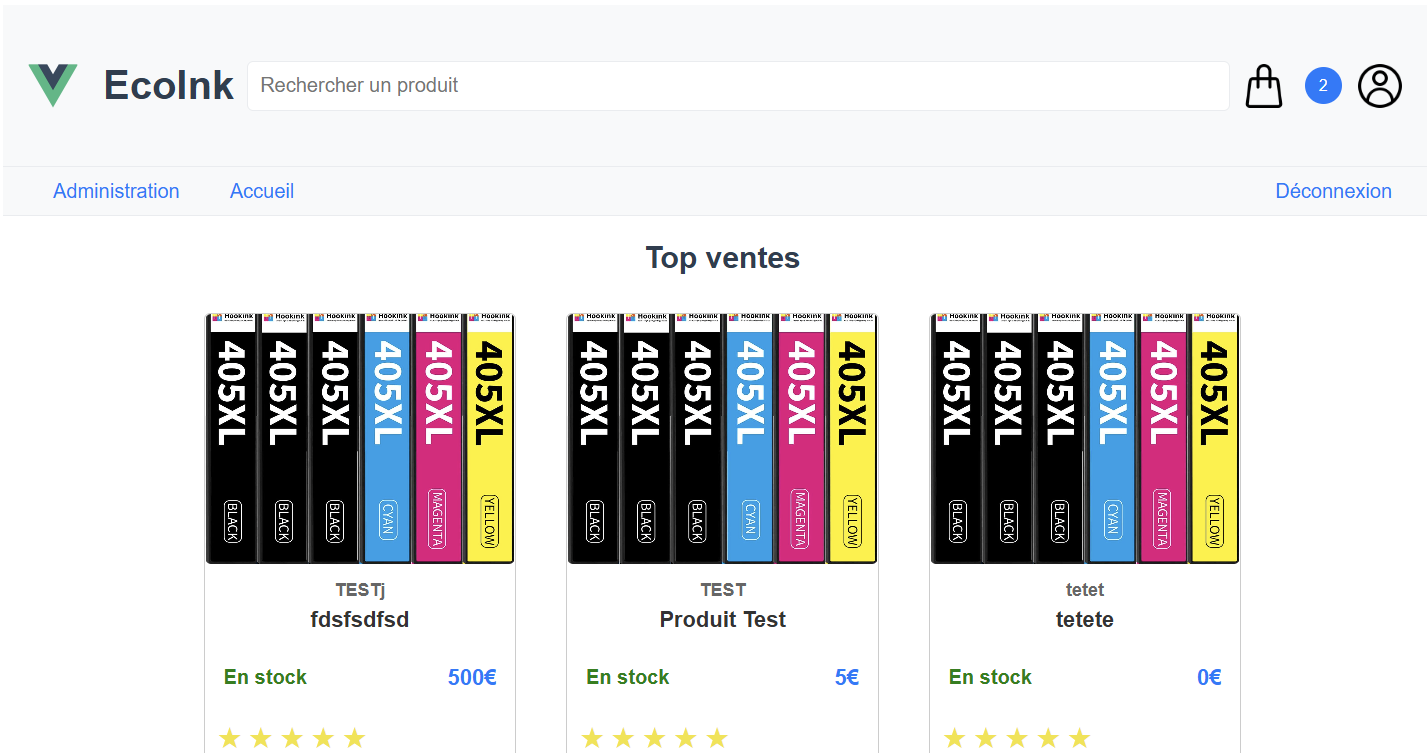 EcoInk
Rechercher un produit
2
Administration
Accueil
Déconnexion
Top ventes
Hookink Hookink Hookink Hookink Hookink Hookink
405XL 405XL 405XL 405XL 405XL 405XL
BLACK BLACK BLACK CYAN MAGENTA YELLOW
TESTj
fdsfsdfsd
En stock 500€
Hookink Hookink Hookink Hookink Hookink Hookink
405XL 405XL 405XL 405XL 405XL 405XL
BLACK BLACK BLACK CYAN MAGENTA YELLOW
TEST
Produit Test
En stock 5€
Hookink Hookink Hookink Hookink Hookink Hookink
405XL 405XL 405XL 405XL 405XL 405XL
BLACK BLACK BLACK CYAN MAGENTA YELLOW
tetet
tetete
En stock 0€